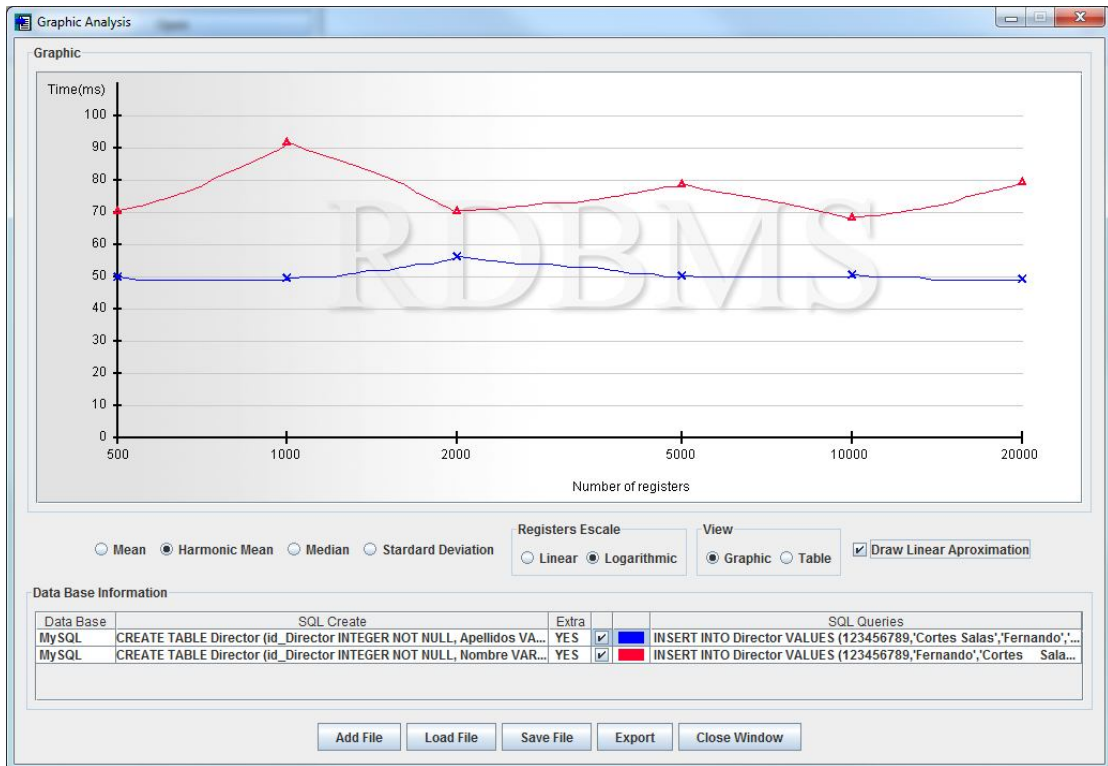 Graphic Analysis
Graphic
Time(ms)
100
90
80
70
60
50
40
30
20
10
0
500 1000 2000 5000 10000 20000
Number of registers
RDBMS
Mean Harmonic Mean Median Stardard Deviation
Registers Escale
Linear Logarithmic
View
Graphic Table
Draw Linear Aproximation
Data Base Information
Data Base SQL Create Extra SQL Queries
MySQL CREATE TABLE Director (id_Director INTEGER NOT NULL, Apellidos VA... YES INSERT INTO Director VALUES (123456789,'Cortes Salas','Fernando','...
MySQL CREATE TABLE Director (id_Director INTEGER NOT NULL, Nombre VAR... YES INSERT INTO Director VALUES (123456789,'Fernando','Cortes Sala...
Add File Load File Save File Export Close Window